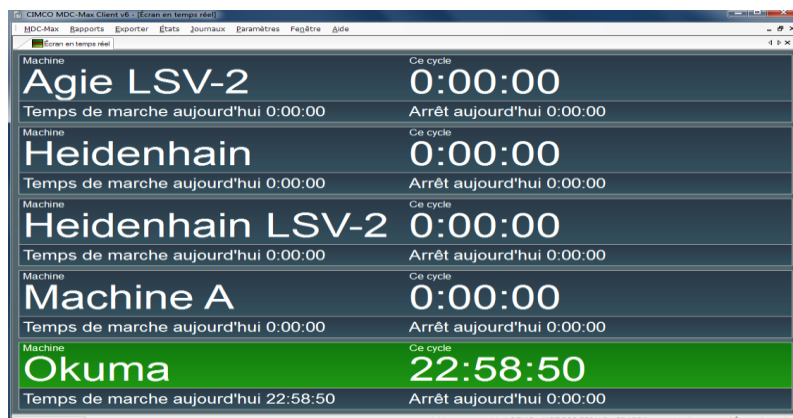 CIMCO MDC-Max Client v6 - [Écran en temps réel]
MDC-Max Rapports Exporter États Journaux Paramètres Fenêtre Aide
Écran en temps réel
Machine Ce cycle
Agie LSV-2 0:00:00
Temps de marche aujourd'hui 0:00:00 Arrêt aujourd'hui 0:00:00
Machine Ce cycle
Heidenhain 0:00:00
Temps de marche aujourd'hui 0:00:00 Arrêt aujourd'hui 0:00:00
Machine Ce cycle
Heidenhain LSV-2 0:00:00
Temps de marche aujourd'hui 0:00:00 Arrêt aujourd'hui 0:00:00
Machine Ce cycle
Machine A 0:00:00
Temps de marche aujourd'hui 0:00:00 Arrêt aujourd'hui 0:00:00
Machine Ce cycle
Okuma 22:58:50
Temps de marche aujourd'hui 22:58:50 Arrêt aujourd'hui 0:00:00